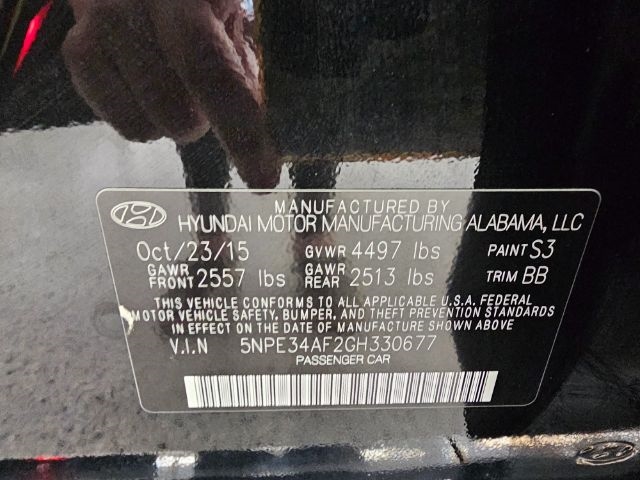 MANUFACTURED BY
HYUNDAI MOTOR MANUFACTURING ALABAMA, LLC
Oct/23/15 GVWR 4497 lbs PAINT S3
GAWR FRONT 2557 lbs GAWR REAR 2513 lbs TRIM BB
THIS VEHICLE CONFORMS TO ALL APPLICABLE U.S.A. FEDERAL
MOTOR VEHICLE SAFETY, BUMPER, AND THEFT PREVENTION STANDARDS
IN EFFECT ON THE DATE OF MANUFACTURE SHOWN ABOVE
V.I.N 5NPE34AF2GH330677
PASSENGER CAR